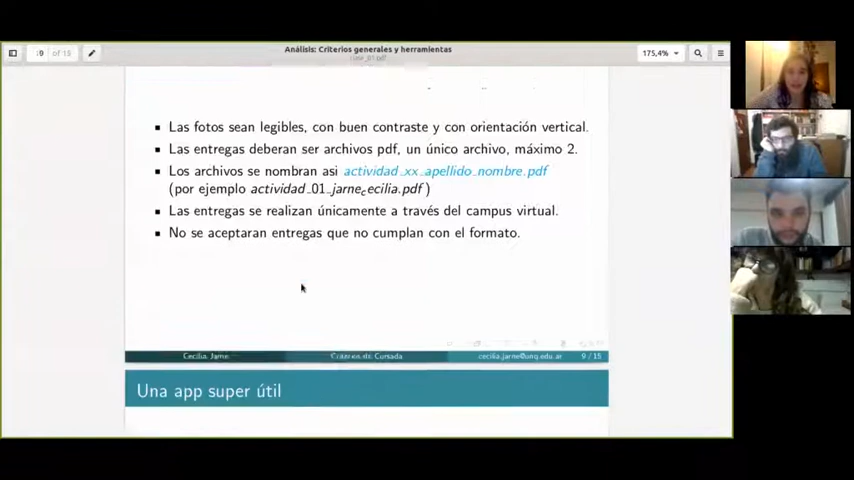 Análisis: Criterios generales y herramientas
of 15
175,4%
Las fotos sean legibles, con buen contraste y con orientación vertical.
Las entregas deberan ser archivos pdf, un único archivo, máximo 2.
Los archivos se nombran asi actividad_xx_apellido_nombre.pdf
(por ejemplo actividad_01_jarnececilia.pdf)
Las entregas se realizan únicamente a través del campus virtual.
No se aceptaran entregas que no cumplan con el formato.
Cecilia Jarne
de Cursada
cecilia.jarne@unq.edu.ar
9 / 15
Una app super útil